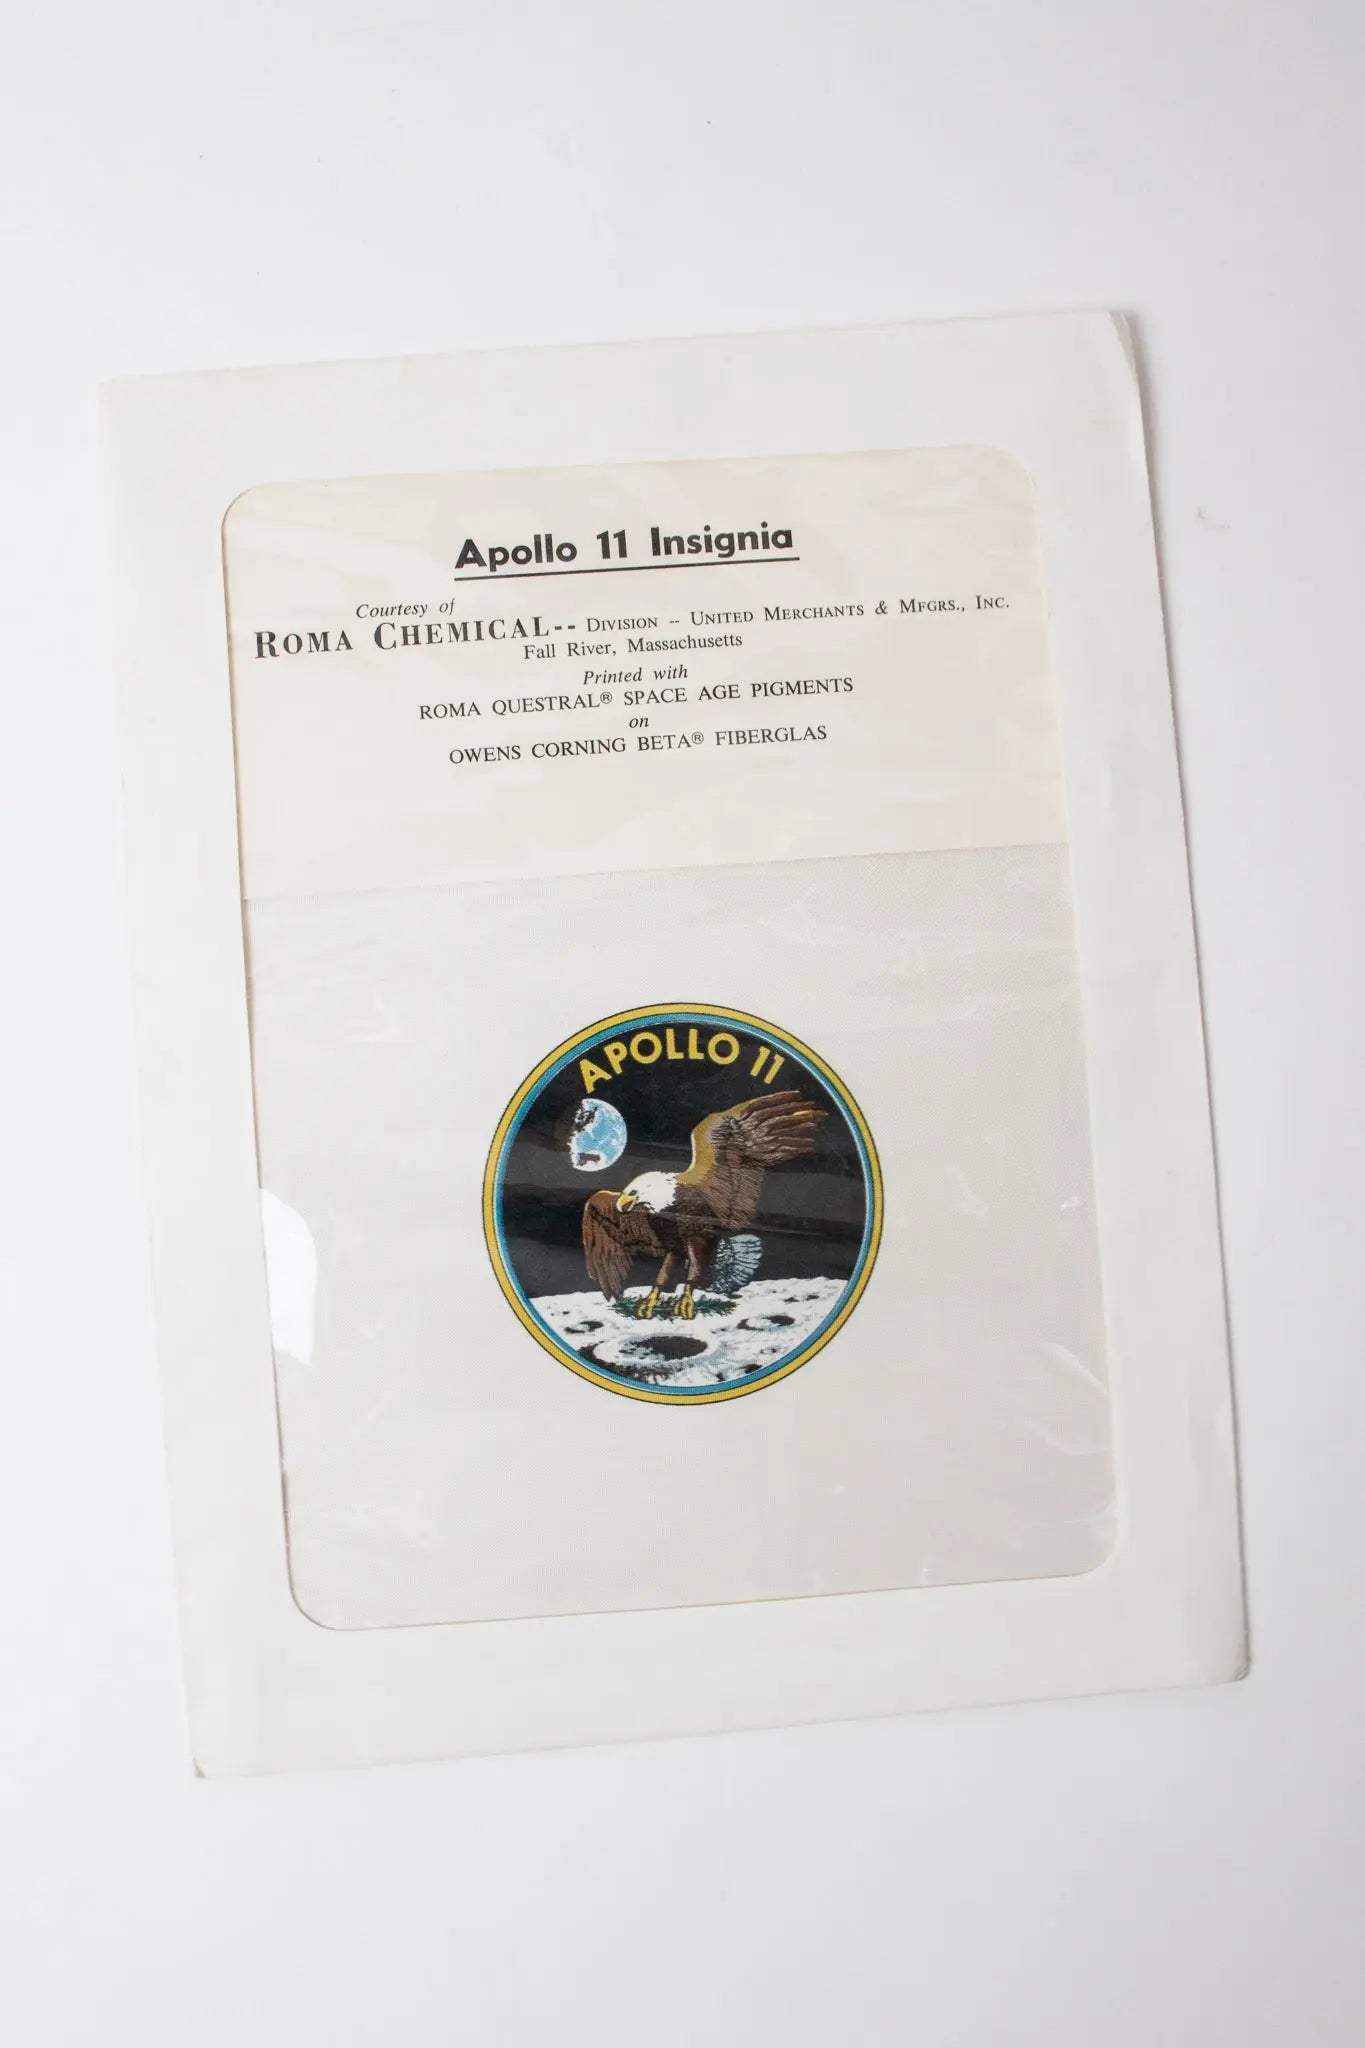 Apollo 11 Insignia
Courtesy of
ROMA CHEMICAL-- DIVISION -- UNITED MERCHANTS & MFGRS., INC.
Fall River, Massachusetts
Printed with
ROMA QUESTRAL® SPACE AGE PIGMENTS
on
OWENS CORNING BETA® FIBERGLAS
APOLLO 11